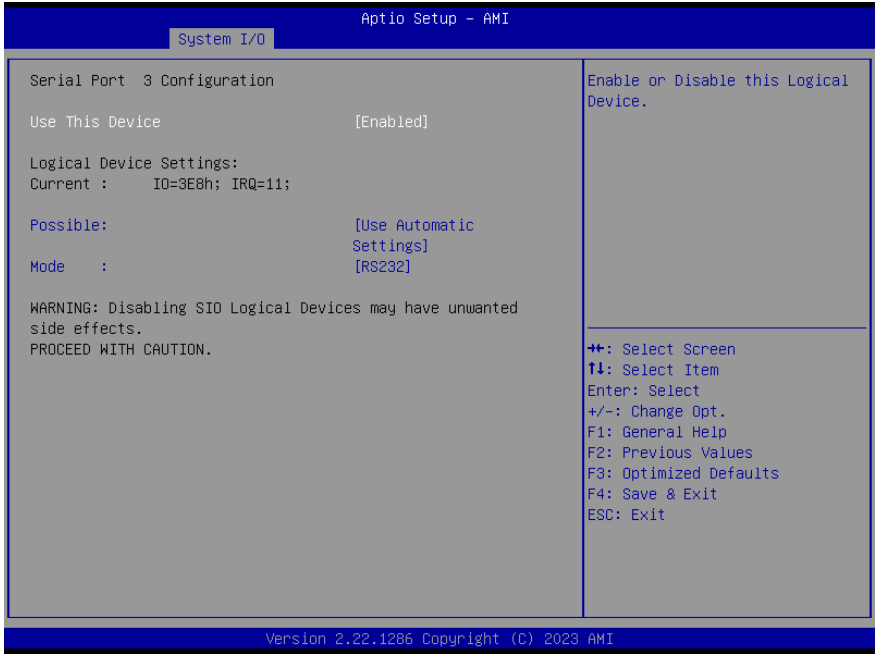 Aptio Setup – AMI
System I/O
Serial Port  3 Configuration
Use This Device [Enabled]
Logical Device Settings:
Current :     IO=3E8h; IRQ=11;
Possible: [Use Automatic
Settings]
Mode   : [RS232]
WARNING: Disabling SIO Logical Devices may have unwanted
side effects.
PROCEED WITH CAUTION.
Enable or Disable this Logical
Device.
→←: Select Screen
↑↓: Select Item
Enter: Select
+/-: Change Opt.
F1: General Help
F2: Previous Values
F3: Optimized Defaults
F4: Save & Exit
ESC: Exit
Version 2.22.1286 Copyright (C) 2023 AMI